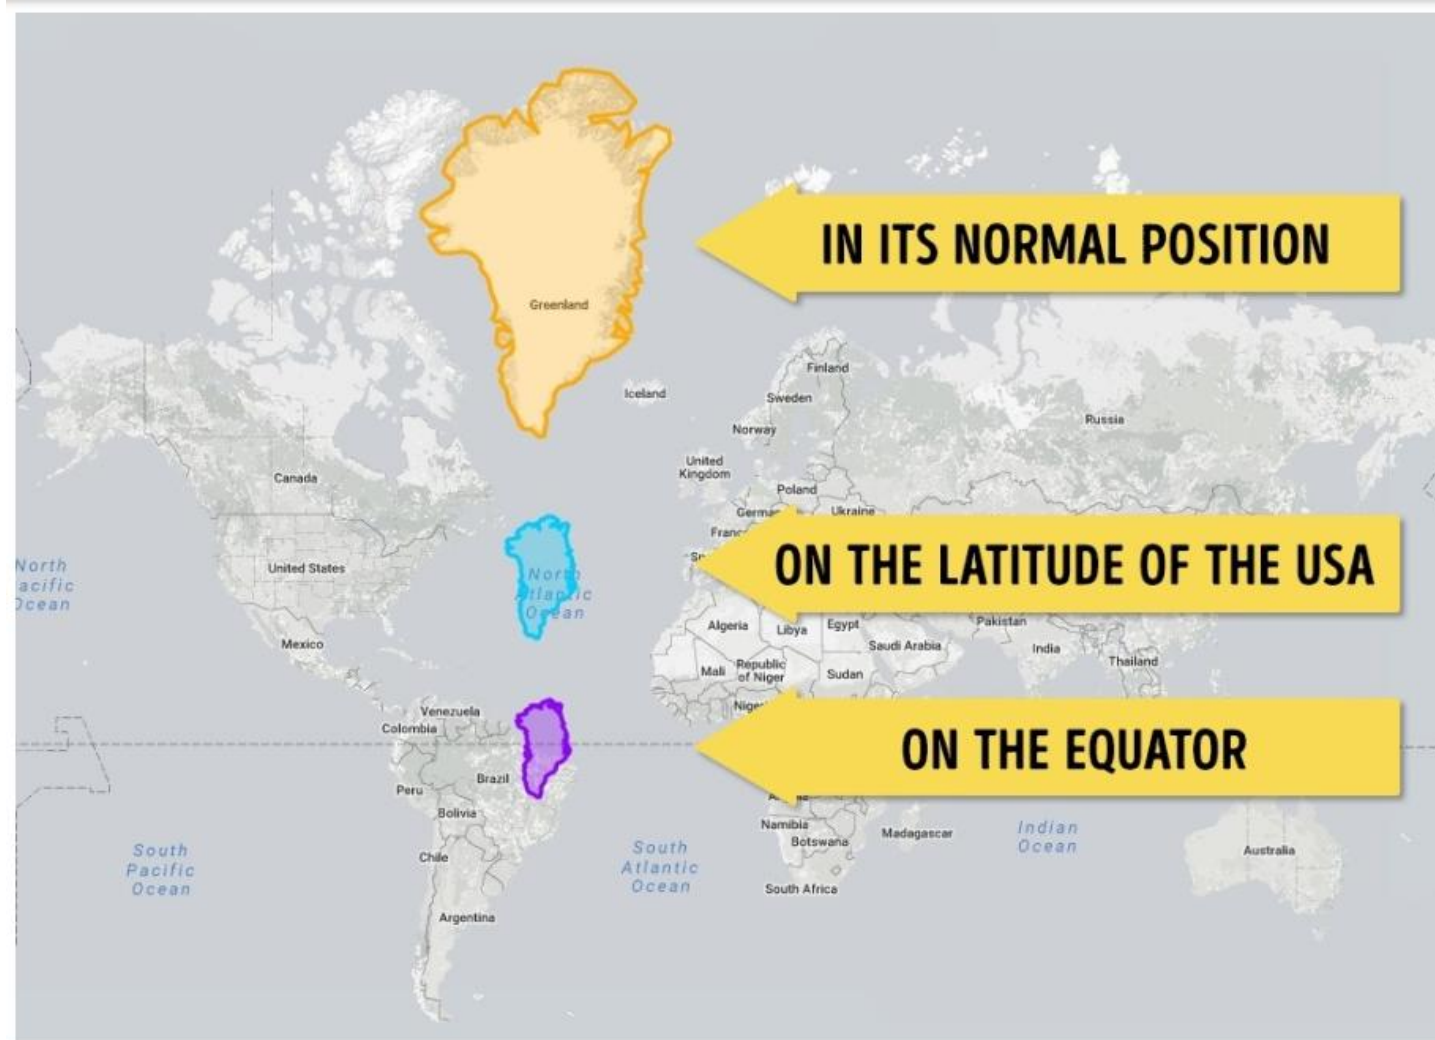 Greenland
IN ITS NORMAL POSITION
Iceland
Finland
Sweden
Norway
Russia
United
Kingdom
Poland
Ukraine
Canada
United States
Mexico
North
Ocean
North
Ocean
ON THE LATITUDE OF THE USA
Algeria
Libya
Egypt
Pakistan
Saudi Arabia
India
Thailand
Mali
Republic
of Niger
Sudan
Venezuela
Colombia
ON THE EQUATOR
Brazil
Peru
Bolivia
Chile
Argentina
South
Pacific
Ocean
South
Atlantic
Ocean
Namibia
Botswana
Madagascar
South Africa
Indian
Ocean
Australia